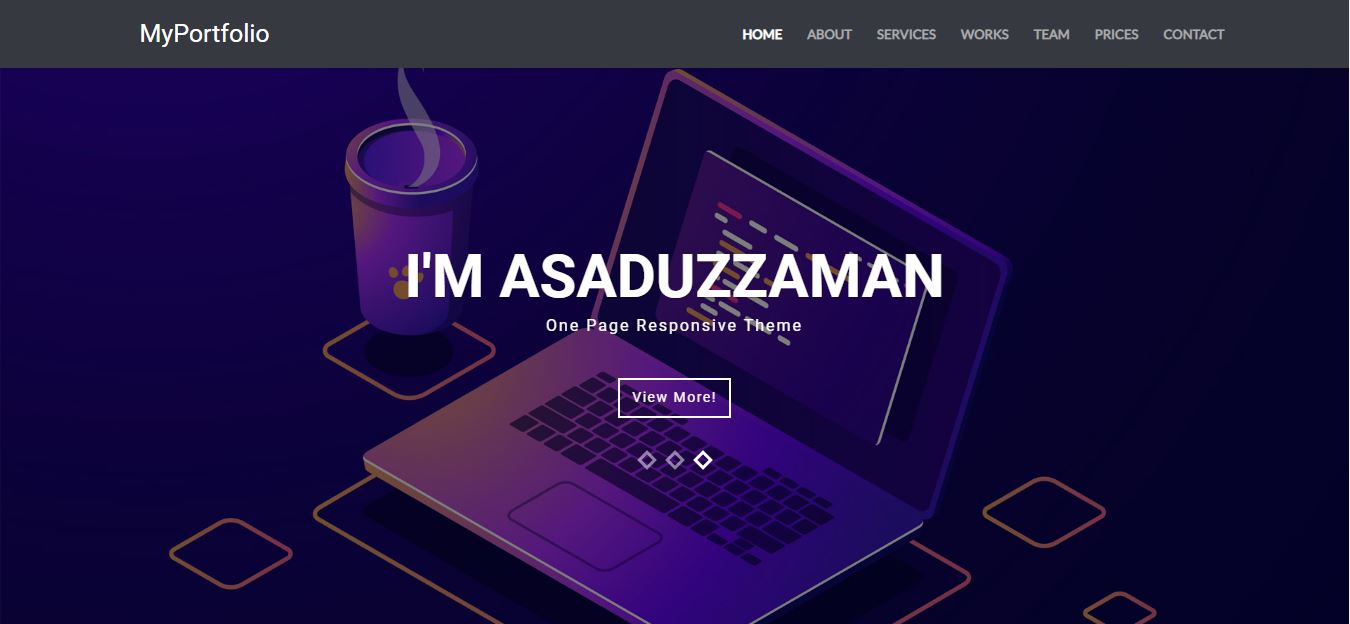 MyPortfolio
HOME ABOUT SERVICES WORKS TEAM PRICES CONTACT
I'M ASADUZZAMAN
One Page Responsive Theme
View More!